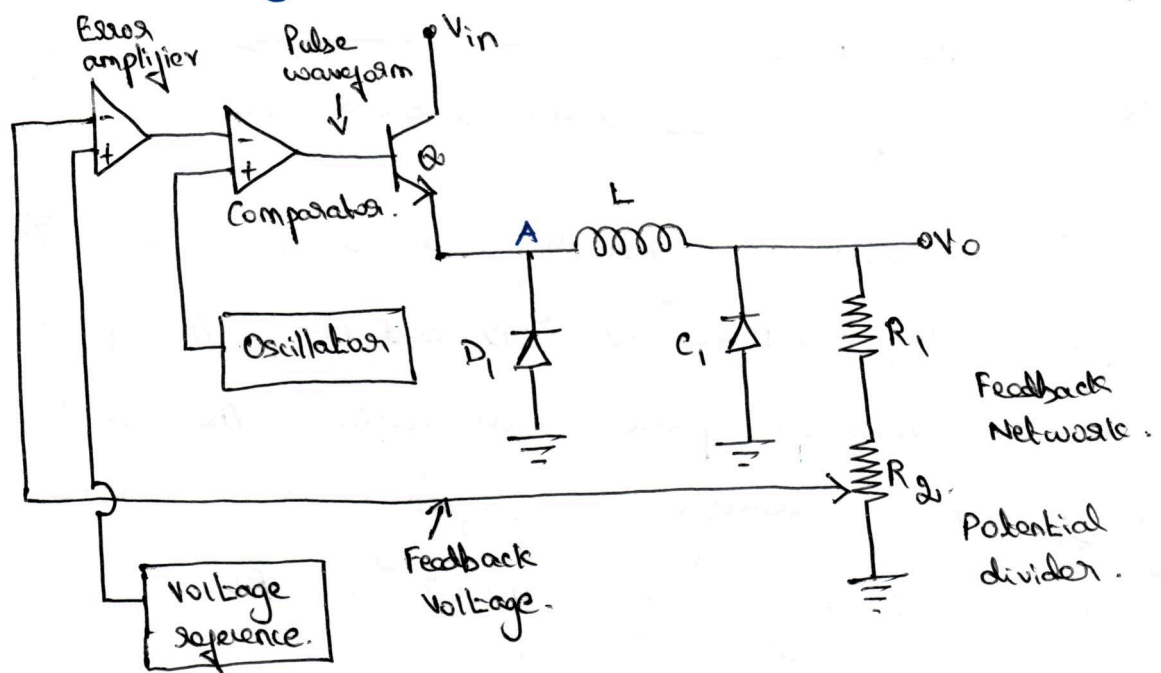 Error
amplifier
Pulse
waveform
Vin
-
+
-
+
Q
Comparator.
A
L
Vo
Oscillator
D1
C1
R1
Feedback
Network.
R2.
Potential
divider.
Feedback
Voltage.
Voltage
reference.